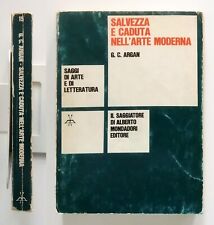 G. C. ARGAN - SALVEZZA E CADUTA NELL'ARTE MODERNA
SALVEZZA
E CADUTA
NELL'ARTE MODERNA
G. C. ARGAN
SAGGI
DI ARTE
E DI
LETTERATURA
IL SAGGIATORE
DI ALBERTO
MONDADORI
EDITORE